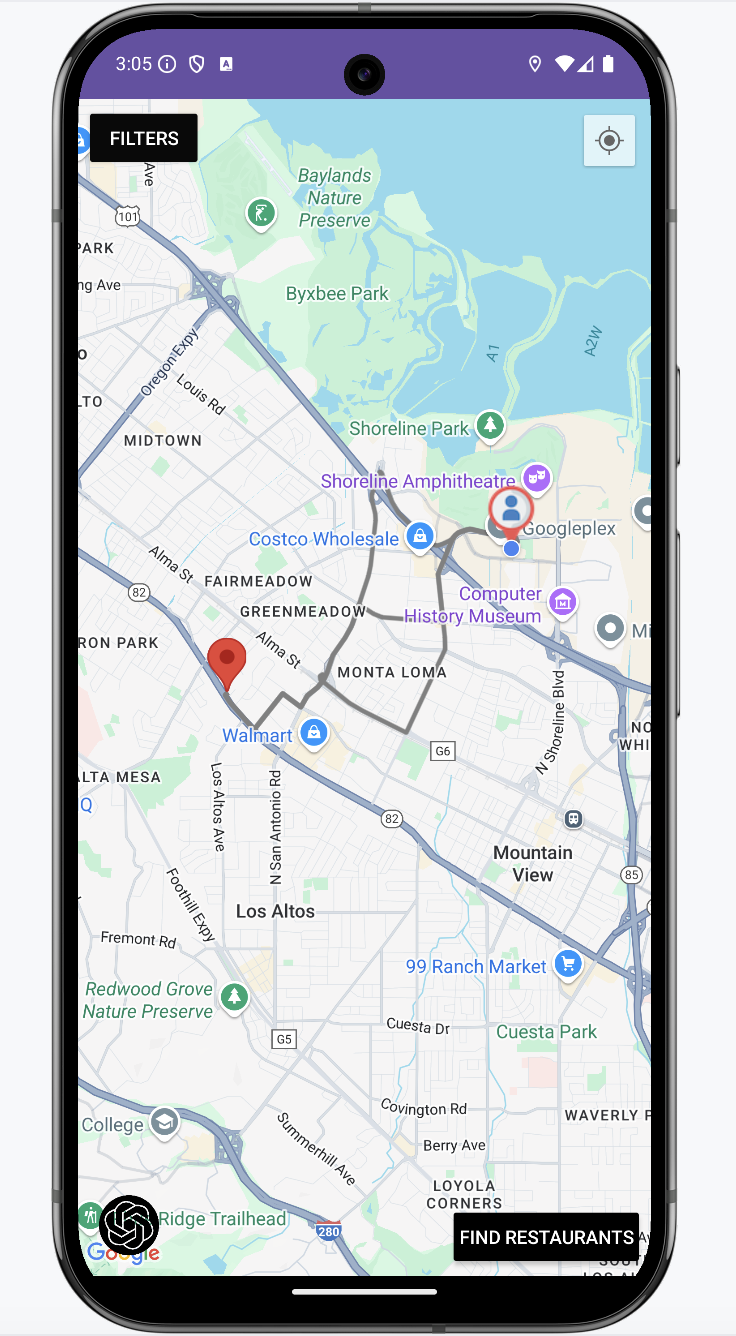 3:05
FILTERS
Ave
101
Baylands
Nature
Preserve
PARK
ng Ave
Byxbee Park
A1
A2W
Oregon Expy
Louis Rd
LTO
MIDTOWN
Shoreline Park
Shoreline Amphitheatre
Googleplex
Costco Wholesale
Alma St
82
FAIRMEADOW
GREENMEADOW
Computer
History Museum
Mi
RON PARK
Alma St
MONTA LOMA
N Shoreline Blvd
NO
WHI
Walmart
G6
ALTA MESA
Q
Los Altos Ave
N San Antonio Rd
82
Mountain
View
85
Foothill Expy
Los Altos
Fremont Rd
99 Ranch Market
Redwood Grove
Nature Preserve
G5
Cuesta Dr
Cuesta Park
College
Summerhill Ave
Covington Rd
WAVERLY P
Berry Ave
LOYOLA
CORNERS
Ridge Trailhead
280
FIND RESTAURANTS
Google